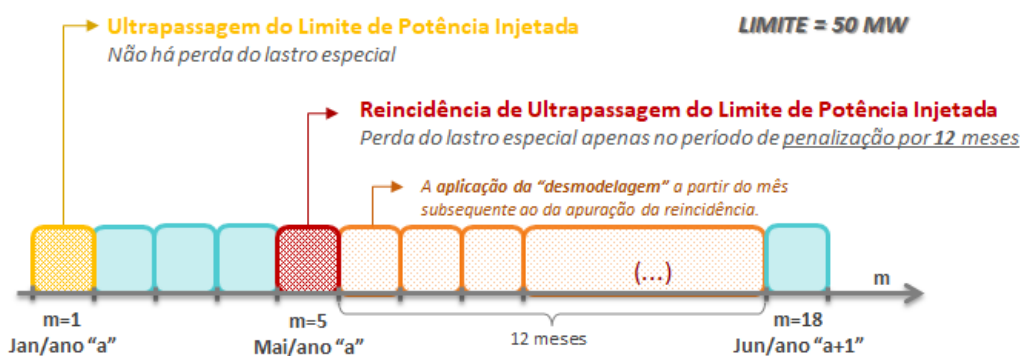 Ultrapassagem do Limite de Potência Injetada
LIMITE = 50 MW
Não há perda do lastro especial
Reincidência de Ultrapassagem do Limite de Potência Injetada
Perda do lastro especial apenas no período de penalização por 12 meses
A aplicação da “desmodelagem” a partir do mês
subsequente ao da apuração da reincidência.
(...)
m
m=1
m=5
12 meses
m=18
Jan/ano “a”
Mai/ano “a”
Jun/ano “a+1”